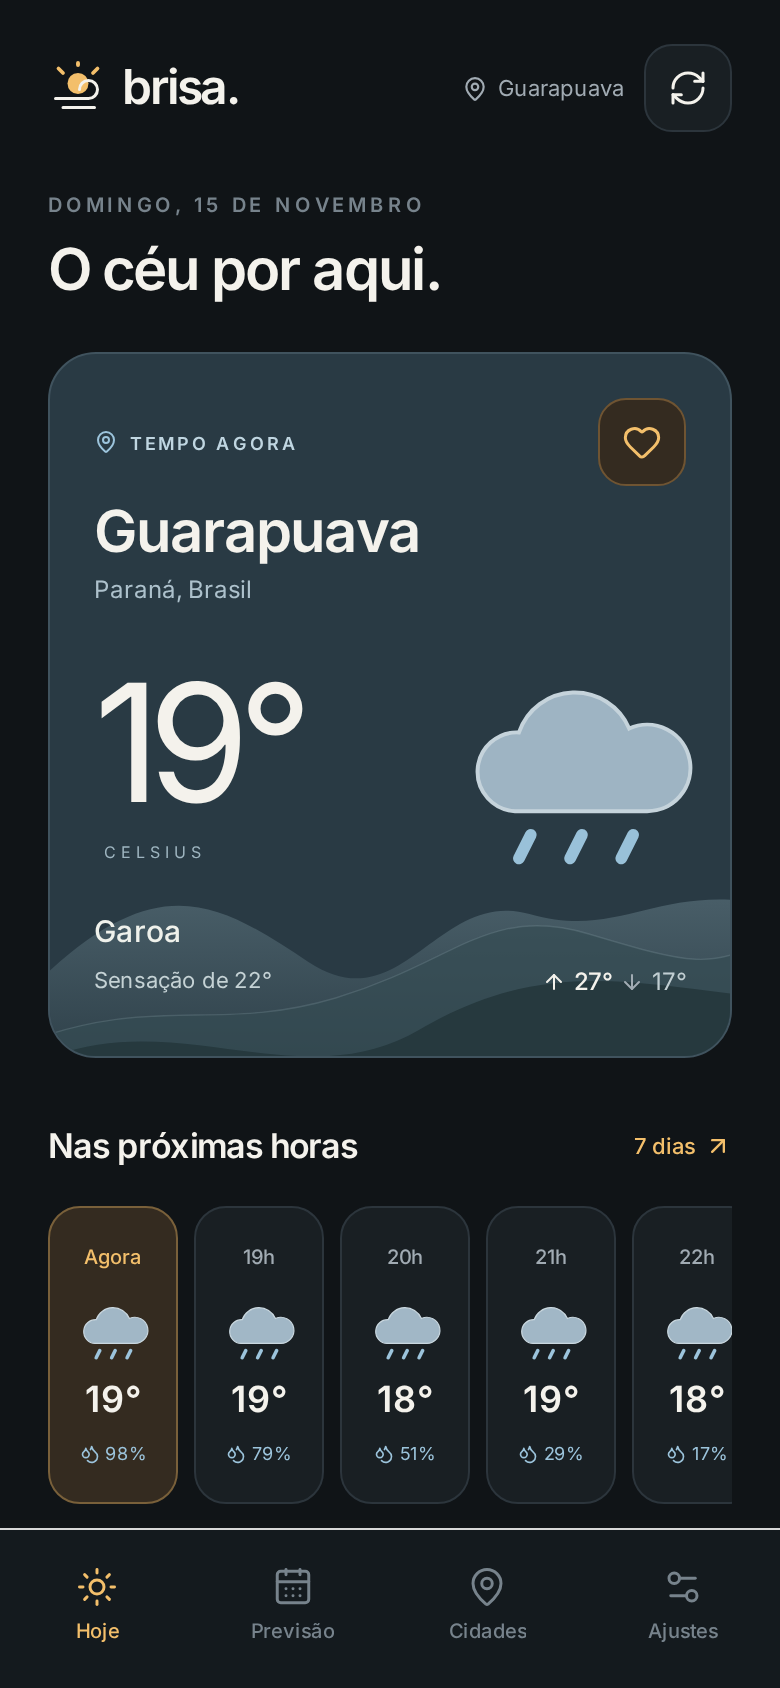 brisa.
Guarapuava
DOMINGO, 15 DE NOVEMBRO
O céu por aqui.
TEMPO AGORA
Guarapuava
Paraná, Brasil
19°
CELSIUS
Garoa
Sensação de 22°
↑ 27° ↓ 17°
Nas próximas horas
7 dias ↗
Agora 19h 20h 21h 22h
19° 19° 18° 19° 18°
98% 79% 51% 29% 17%
Hoje Previsão Cidades Ajustes